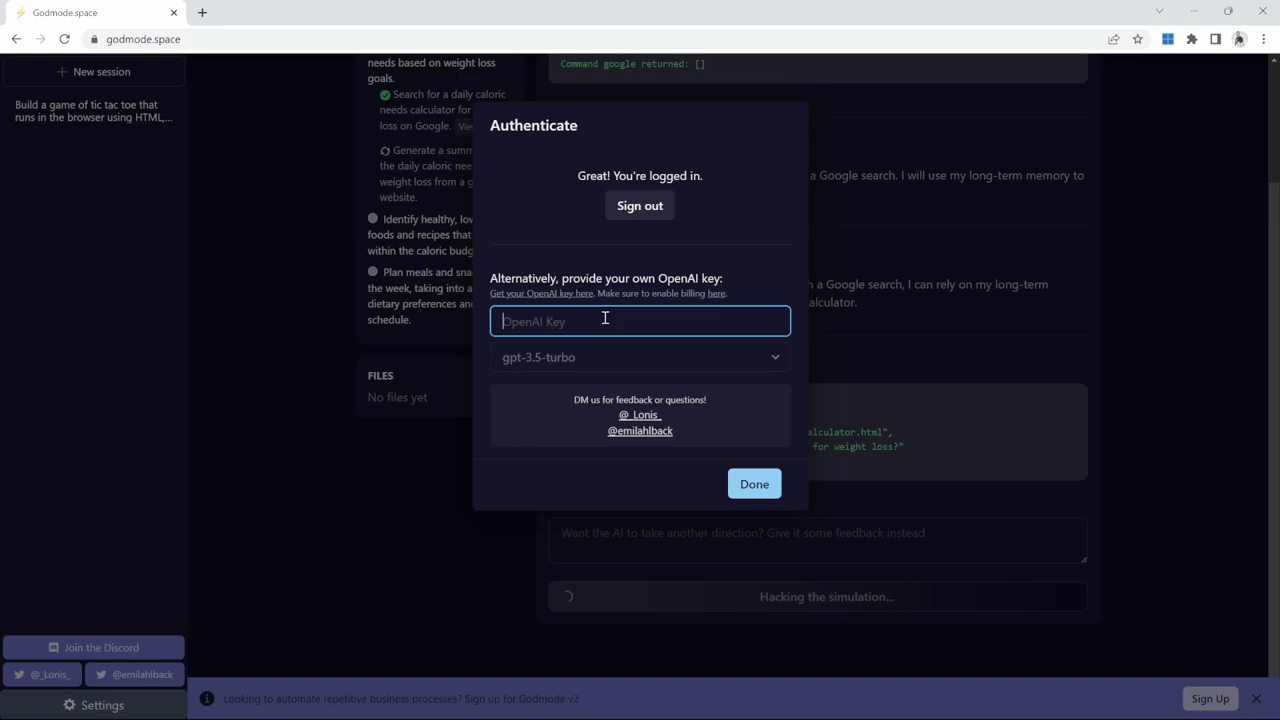 Godmode.space
godmode.space
New session
Build a game of tic tac toe that
runs in the browser using HTML,...
Join the Discord
@_Lonis_
@emilahlback
Settings
needs based on weight loss
goals.
Search for a daily caloric
needs calculator for
loss on Google.
Generate a summ
the daily caloric nee
weight loss from a g
website.
Identify healthy, low
foods and recipes that
within the caloric budg
Plan meals and sna
the week, taking into a
dietary preferences an
schedule.
FILES
No files yet
Authenticate
Great! You're logged in.
Sign out
Alternatively, provide your own OpenAI key:
Get your OpenAI key here. Make sure to enable billing here.
OpenAI Key
gpt-3.5-turbo
DM us for feedback or questions!
@_Lonis_
@emilahlback
Done
Command google returned: []
a Google search. I will use my long-term memory to
a Google search, I can rely on my long-term
alculator.
alculator.html",
for weight loss?"
Want the AI to take another direction? Give it some feedback instead
Hacking the simulation...
Looking to automate repetitive business processes? Sign up for Godmode v2
Sign Up